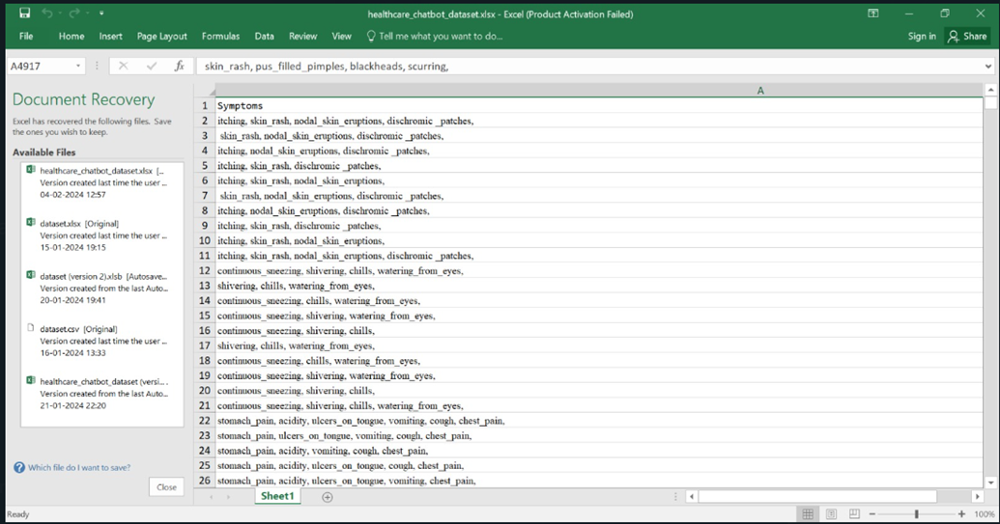 healthcare_chatbot_dataset.xlsx - Excel (Product Activation Failed)
File Home Insert Page Layout Formulas Data Review View Tell me what you want to do... Sign in Share
A4917 fx skin_rash, pus_filled_pimples, blackheads, scurring,
Document Recovery
Excel has recovered the following files. Save
the ones you wish to keep.
Available Files
healthcare_chatbot_dataset.xlsx [...
Version created last time the user ...
04-02-2024 12:57
dataset.xlsx [Original]
Version created last time the user ...
15-01-2024 19:15
dataset (version 2).xlsb [Autosave...
Version created from the last Auto...
20-01-2024 19:41
dataset.csv [Original]
Version created last time the user ...
16-01-2024 13:33
healthcare_chatbot_dataset (versi...
Version created from the last Auto...
21-01-2024 22:20
Which file do I want to save?
Close
A
1 Symptoms
2 itching, skin_rash, nodal_skin_eruptions, dischromic _patches,
3 skin_rash, nodal_skin_eruptions, dischromic _patches,
4 itching, nodal_skin_eruptions, dischromic _patches,
5 itching, skin_rash, dischromic _patches,
6 itching, skin_rash, nodal_skin_eruptions,
7 skin_rash, nodal_skin_eruptions, dischromic _patches,
8 itching, nodal_skin_eruptions, dischromic _patches,
9 itching, skin_rash, dischromic _patches,
10 itching, skin_rash, nodal_skin_eruptions,
11 itching, skin_rash, nodal_skin_eruptions, dischromic _patches,
12 continuous_sneezing, shivering, chills, watering_from_eyes,
13 shivering, chills, watering_from_eyes,
14 continuous_sneezing, chills, watering_from_eyes,
15 continuous_sneezing, shivering, watering_from_eyes,
16 continuous_sneezing, shivering, chills,
17 shivering, chills, watering_from_eyes,
18 continuous_sneezing, chills, watering_from_eyes,
19 continuous_sneezing, shivering, watering_from_eyes,
20 continuous_sneezing, shivering, chills,
21 continuous_sneezing, shivering, chills, watering_from_eyes,
22 stomach_pain, acidity, ulcers_on_tongue, vomiting, cough, chest_pain,
23 stomach_pain, ulcers_on_tongue, vomiting, cough, chest_pain,
24 stomach_pain, acidity, vomiting, cough, chest_pain,
25 stomach_pain, acidity, ulcers_on_tongue, cough, chest_pain,
26 stomach_pain, acidity, ulcers_on_tongue, vomiting, chest_pain,
Sheet1
Ready 100%